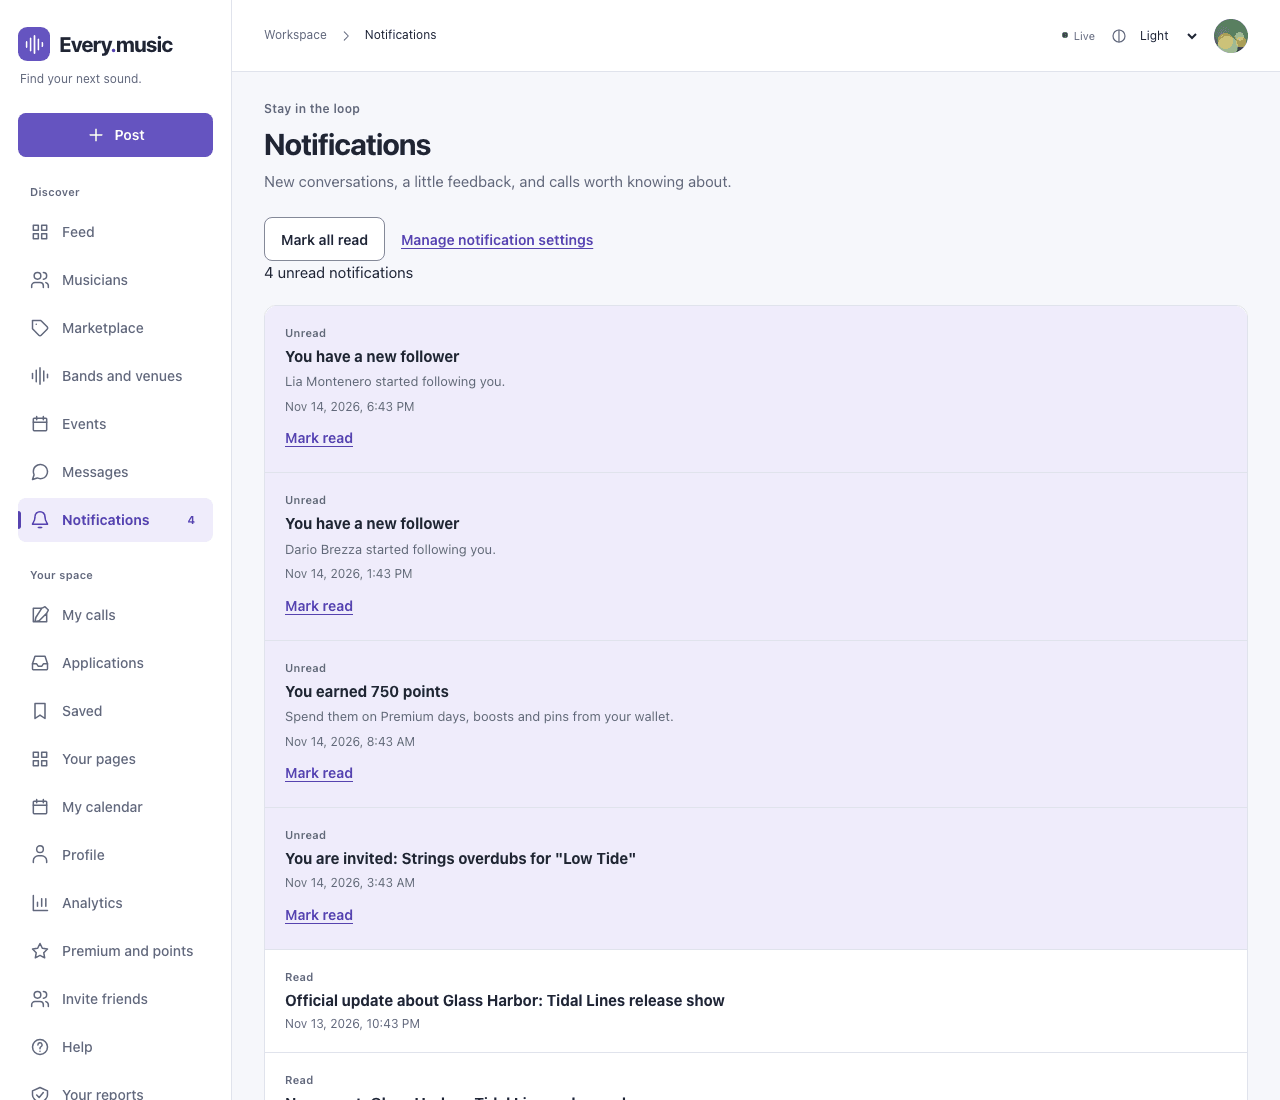 Every.music
Find your next sound.
Post
Discover
Feed
Musicians
Marketplace
Bands and venues
Events
Messages
Notifications 4
Your space
My calls
Applications
Saved
Your pages
My calendar
Profile
Analytics
Premium and points
Invite friends
Help
Your reports
Workspace > Notifications
Live
Light
Stay in the loop
Notifications
New conversations, a little feedback, and calls worth knowing about.
Mark all read
Manage notification settings
4 unread notifications
Unread
You have a new follower
Lia Montenero started following you.
Nov 14, 2026, 6:43 PM
Mark read
Unread
You have a new follower
Dario Brezza started following you.
Nov 14, 2026, 1:43 PM
Mark read
Unread
You earned 750 points
Spend them on Premium days, boosts and pins from your wallet.
Nov 14, 2026, 8:43 AM
Mark read
Unread
You are invited: Strings overdubs for "Low Tide"
Nov 14, 2026, 3:43 AM
Mark read
Read
Official update about Glass Harbor: Tidal Lines release show
Nov 13, 2026, 10:43 PM
Read